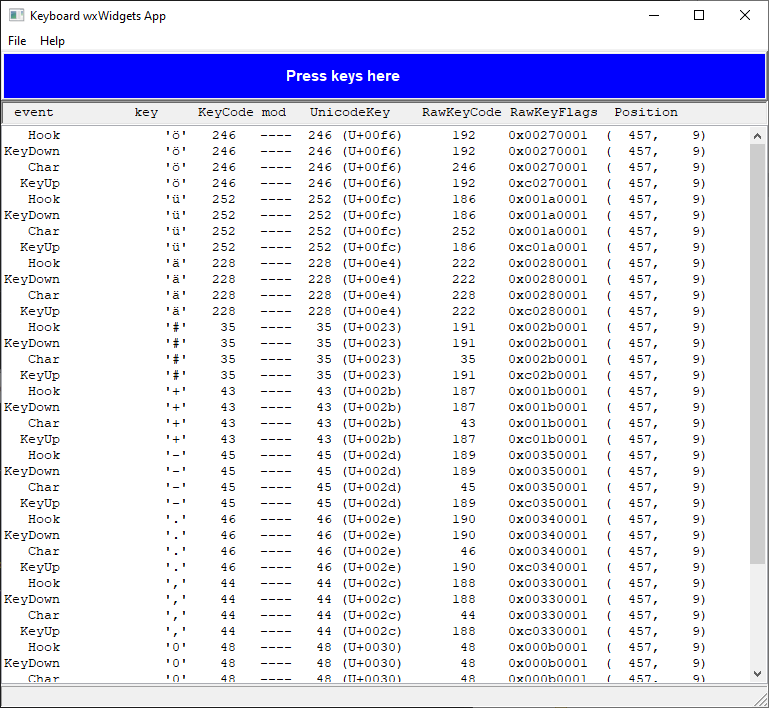 Keyboard wxWidgets App
File Help
Press keys here
event key KeyCode mod UnicodeKey RawKeyCode RawKeyFlags Position
Hook 'ö' 246 ---- 246 (U+00f6) 192 0x00270001 ( 457, 9)
KeyDown 'ö' 246 ---- 246 (U+00f6) 192 0x00270001 ( 457, 9)
Char 'ö' 246 ---- 246 (U+00f6) 246 0x00270001 ( 457, 9)
KeyUp 'ö' 246 ---- 246 (U+00f6) 192 0xc0270001 ( 457, 9)
Hook 'ü' 252 ---- 252 (U+00fc) 186 0x001a0001 ( 457, 9)
KeyDown 'ü' 252 ---- 252 (U+00fc) 186 0x001a0001 ( 457, 9)
Char 'ü' 252 ---- 252 (U+00fc) 252 0x001a0001 ( 457, 9)
KeyUp 'ü' 252 ---- 252 (U+00fc) 186 0xc01a0001 ( 457, 9)
Hook 'ä' 228 ---- 228 (U+00e4) 222 0x00280001 ( 457, 9)
KeyDown 'ä' 228 ---- 228 (U+00e4) 222 0x00280001 ( 457, 9)
Char 'ä' 228 ---- 228 (U+00e4) 228 0x00280001 ( 457, 9)
KeyUp 'ä' 228 ---- 228 (U+00e4) 222 0xc0280001 ( 457, 9)
Hook '#' 35 ---- 35 (U+0023) 191 0x002b0001 ( 457, 9)
KeyDown '#' 35 ---- 35 (U+0023) 191 0x002b0001 ( 457, 9)
Char '#' 35 ---- 35 (U+0023) 35 0x002b0001 ( 457, 9)
KeyUp '#' 35 ---- 35 (U+0023) 191 0xc02b0001 ( 457, 9)
Hook '+' 43 ---- 43 (U+002b) 187 0x001b0001 ( 457, 9)
KeyDown '+' 43 ---- 43 (U+002b) 187 0x001b0001 ( 457, 9)
Char '+' 43 ---- 43 (U+002b) 43 0x001b0001 ( 457, 9)
KeyUp '+' 43 ---- 43 (U+002b) 187 0xc01b0001 ( 457, 9)
Hook '-' 45 ---- 45 (U+002d) 189 0x00350001 ( 457, 9)
KeyDown '-' 45 ---- 45 (U+002d) 189 0x00350001 ( 457, 9)
Char '-' 45 ---- 45 (U+002d) 45 0x00350001 ( 457, 9)
KeyUp '-' 45 ---- 45 (U+002d) 189 0xc0350001 ( 457, 9)
Hook '.' 46 ---- 46 (U+002e) 190 0x00340001 ( 457, 9)
KeyDown '.' 46 ---- 46 (U+002e) 190 0x00340001 ( 457, 9)
Char '.' 46 ---- 46 (U+002e) 46 0x00340001 ( 457, 9)
KeyUp '.' 46 ---- 46 (U+002e) 190 0xc0340001 ( 457, 9)
Hook ',' 44 ---- 44 (U+002c) 188 0x00330001 ( 457, 9)
KeyDown ',' 44 ---- 44 (U+002c) 188 0x00330001 ( 457, 9)
Char ',' 44 ---- 44 (U+002c) 44 0x00330001 ( 457, 9)
KeyUp ',' 44 ---- 44 (U+002c) 188 0xc0330001 ( 457, 9)
Hook '0' 48 ---- 48 (U+0030) 48 0x000b0001 ( 457, 9)
KeyDown '0' 48 ---- 48 (U+0030) 48 0x000b0001 ( 457, 9)
Char '0' 48 ---- 48 (U+0030) 48 0x000b0001 ( 457, 9)